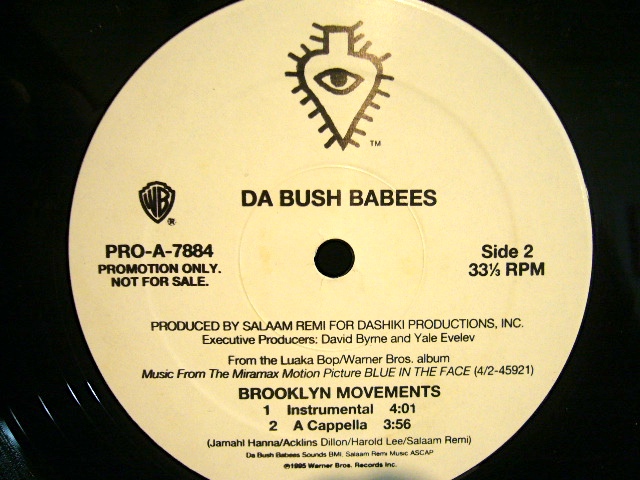 TM
WB
®
DA BUSH BABEES
PRO-A-7884
PROMOTION ONLY.
NOT FOR SALE.
Side 2
33⅓ RPM
PRODUCED BY SALAAM REMI FOR DASHIKI PRODUCTIONS, INC.
Executive Producers: David Byrne and Yale Evelev
From the Luaka Bop/Warner Bros. album
Music From The Miramax Motion Picture BLUE IN THE FACE (4/2-45921)
BROOKLYN MOVEMENTS
1 Instrumental 4:01
2 A Cappella 3:56
(Jamahl Hanna/Acklins Dillon/Harold Lee/Salaam Remi)
Da Bush Babees Sounds BMI, Salaam Remi Music ASCAP
℗1995 Warner Bros. Records Inc.